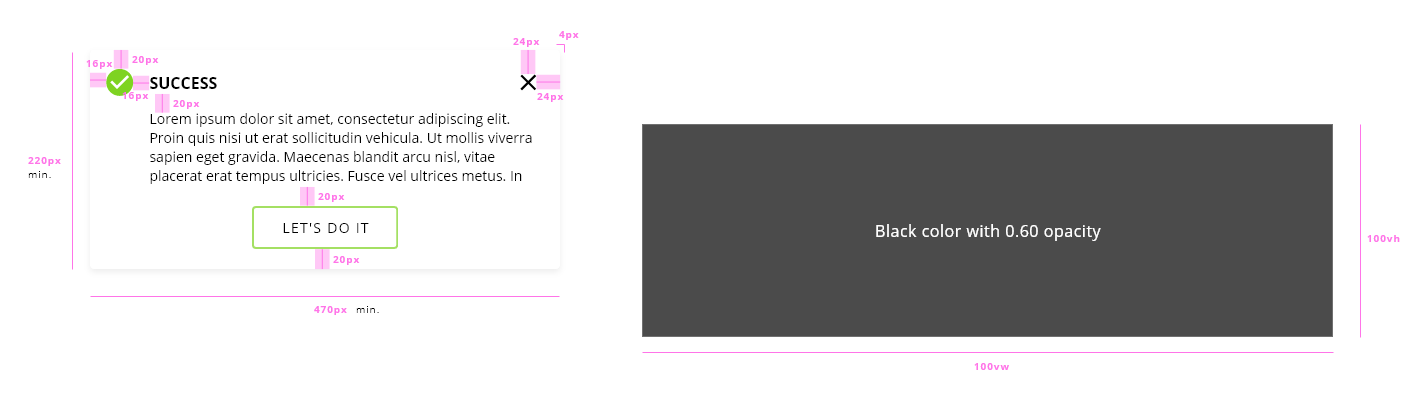 4px
24px
20px
16px
SUCCESS
16px
24px
20px
Lorem ipsum dolor sit amet, consectetur adipiscing elit.
Proin quis nisi ut erat sollicitudin vehicula. Ut mollis viverra
sapien eget gravida. Maecenas blandit arcu nisl, vitae
placerat erat tempus ultricies. Fusce vel ultrices metus. In
220px
min.
20px
LET'S DO IT
20px
470px min.
Black color with 0.60 opacity
100vh
100vw